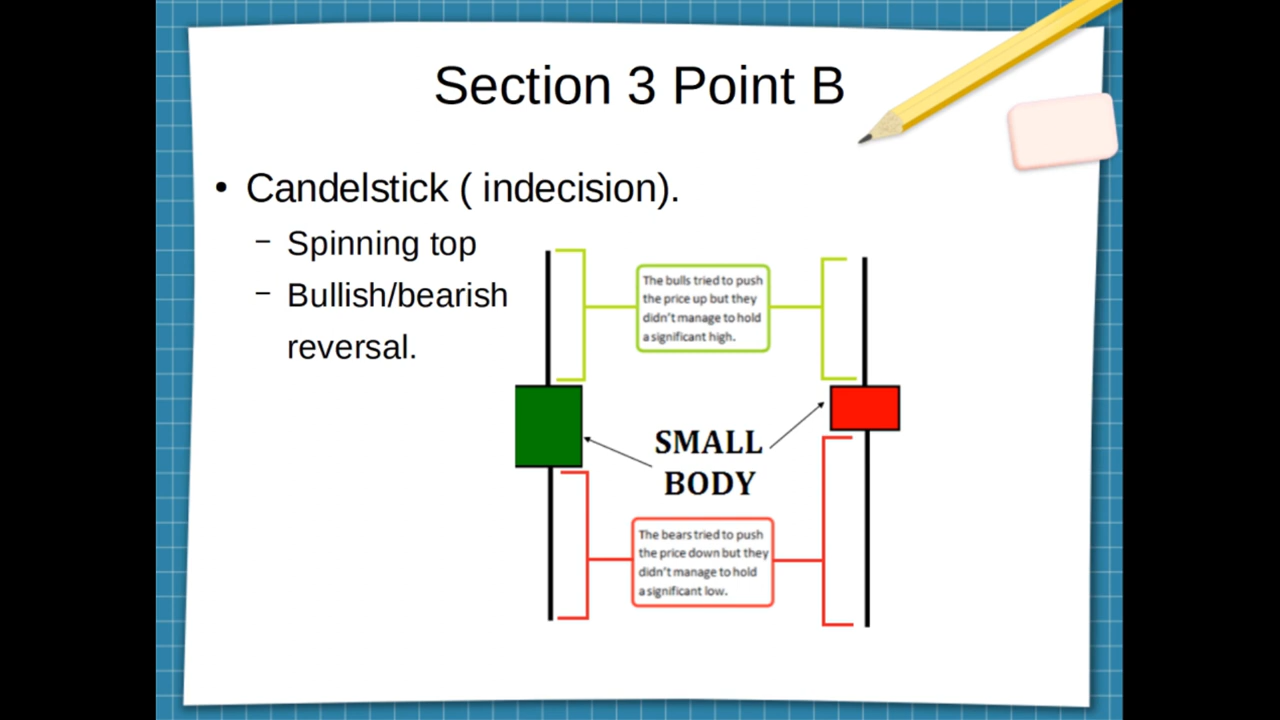 Section 3 Point B
• Candelstick ( indecision).
– Spinning top
– Bullish/bearish
reversal.
The bulls tried to push
the price up but they
didn't manage to hold
a significant high.
SMALL
BODY
The bears tried to push
the price down but they
didn't manage to hold
a significant low.